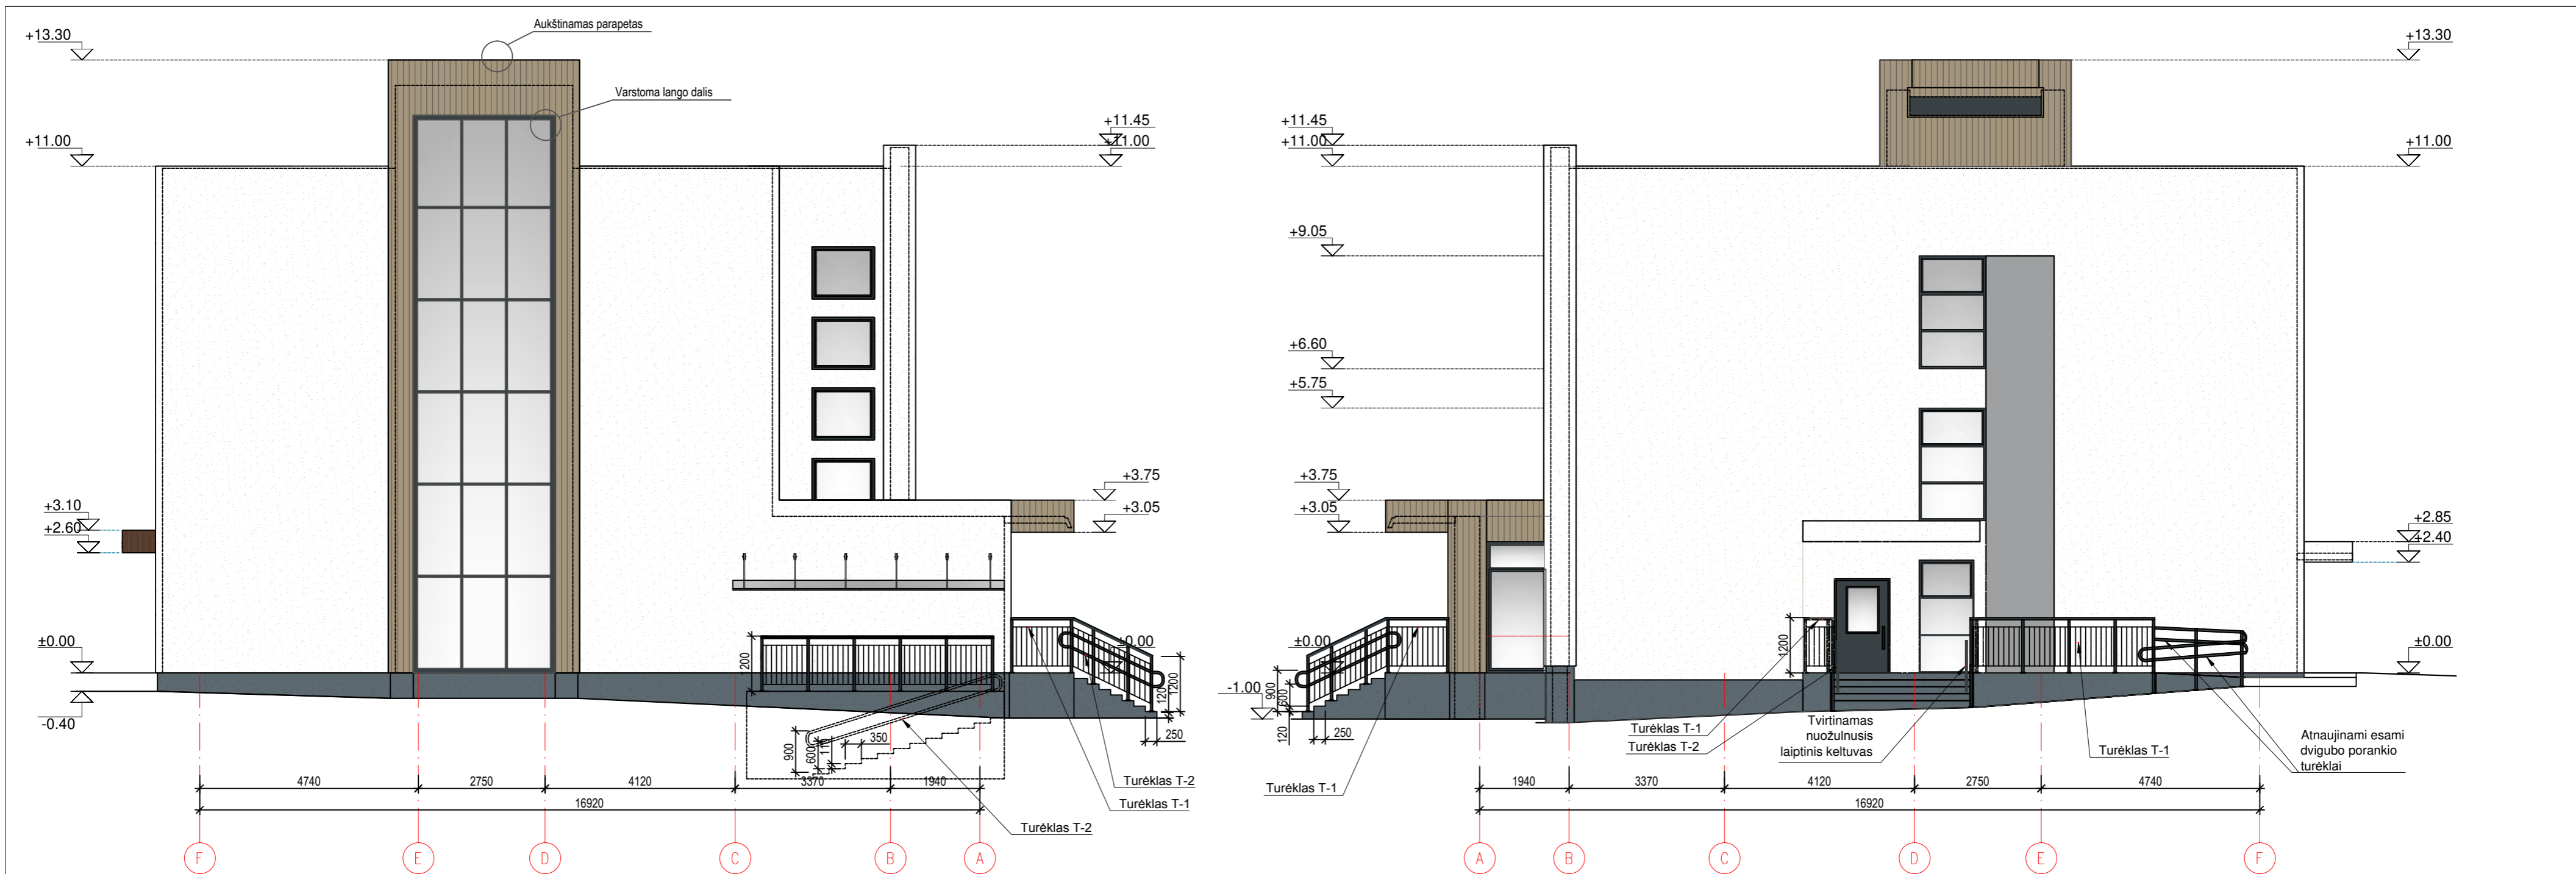 Aukštinamas parapetas
+13.30
Varstoma lango dalis
+11.00
+11.45
+11.00
+3.75
+3.05
+3.10
+2.60
±0.00
-0.40
±0.00
1200
1200
120
250
900
600
350
Turėklas T-2
Turėklas T-1
Turėklas T-2
4740
2750
4120
3370
1940
16920
F
E
D
C
B
A
+13.30
+11.45
+11.00
+11.00
+9.05
+6.60
+5.75
+3.75
+3.05
+2.85
+2.40
±0.00
±0.00
-1.00
900
600
120
250
1200
Turėklas T-1
Turėklas T-1
Turėklas T-2
Tvirtinamas
nuožulnusis
laiptinis keltuvas
Turėklas T-1
Atnaujinami esami
dvigubo porankio
turėklai
1940
3370
4120
2750
4740
16920
A
B
C
D
E
F